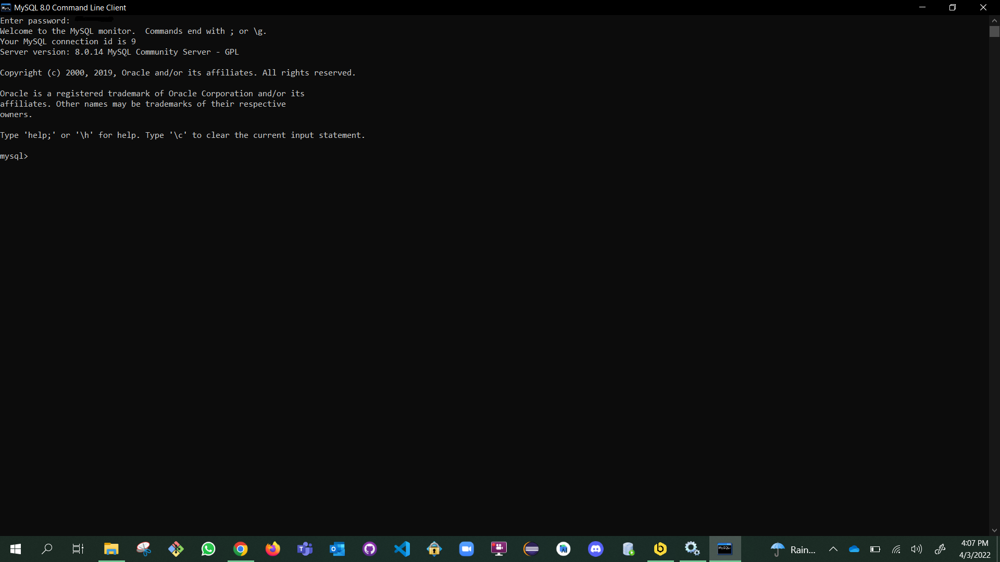 MySQL 8.0 Command Line Client
Enter password:
Welcome to the MySQL monitor.  Commands end with ; or \g.
Your MySQL connection id is 9
Server version: 8.0.14 MySQL Community Server - GPL
Copyright (c) 2000, 2019, Oracle and/or its affiliates. All rights reserved.
Oracle is a registered trademark of Oracle Corporation and/or its
affiliates. Other names may be trademarks of their respective
owners.
Type 'help;' or '\h' for help. Type '\c' to clear the current input statement.
mysql>
Rain...
4:07 PM
4/3/2022